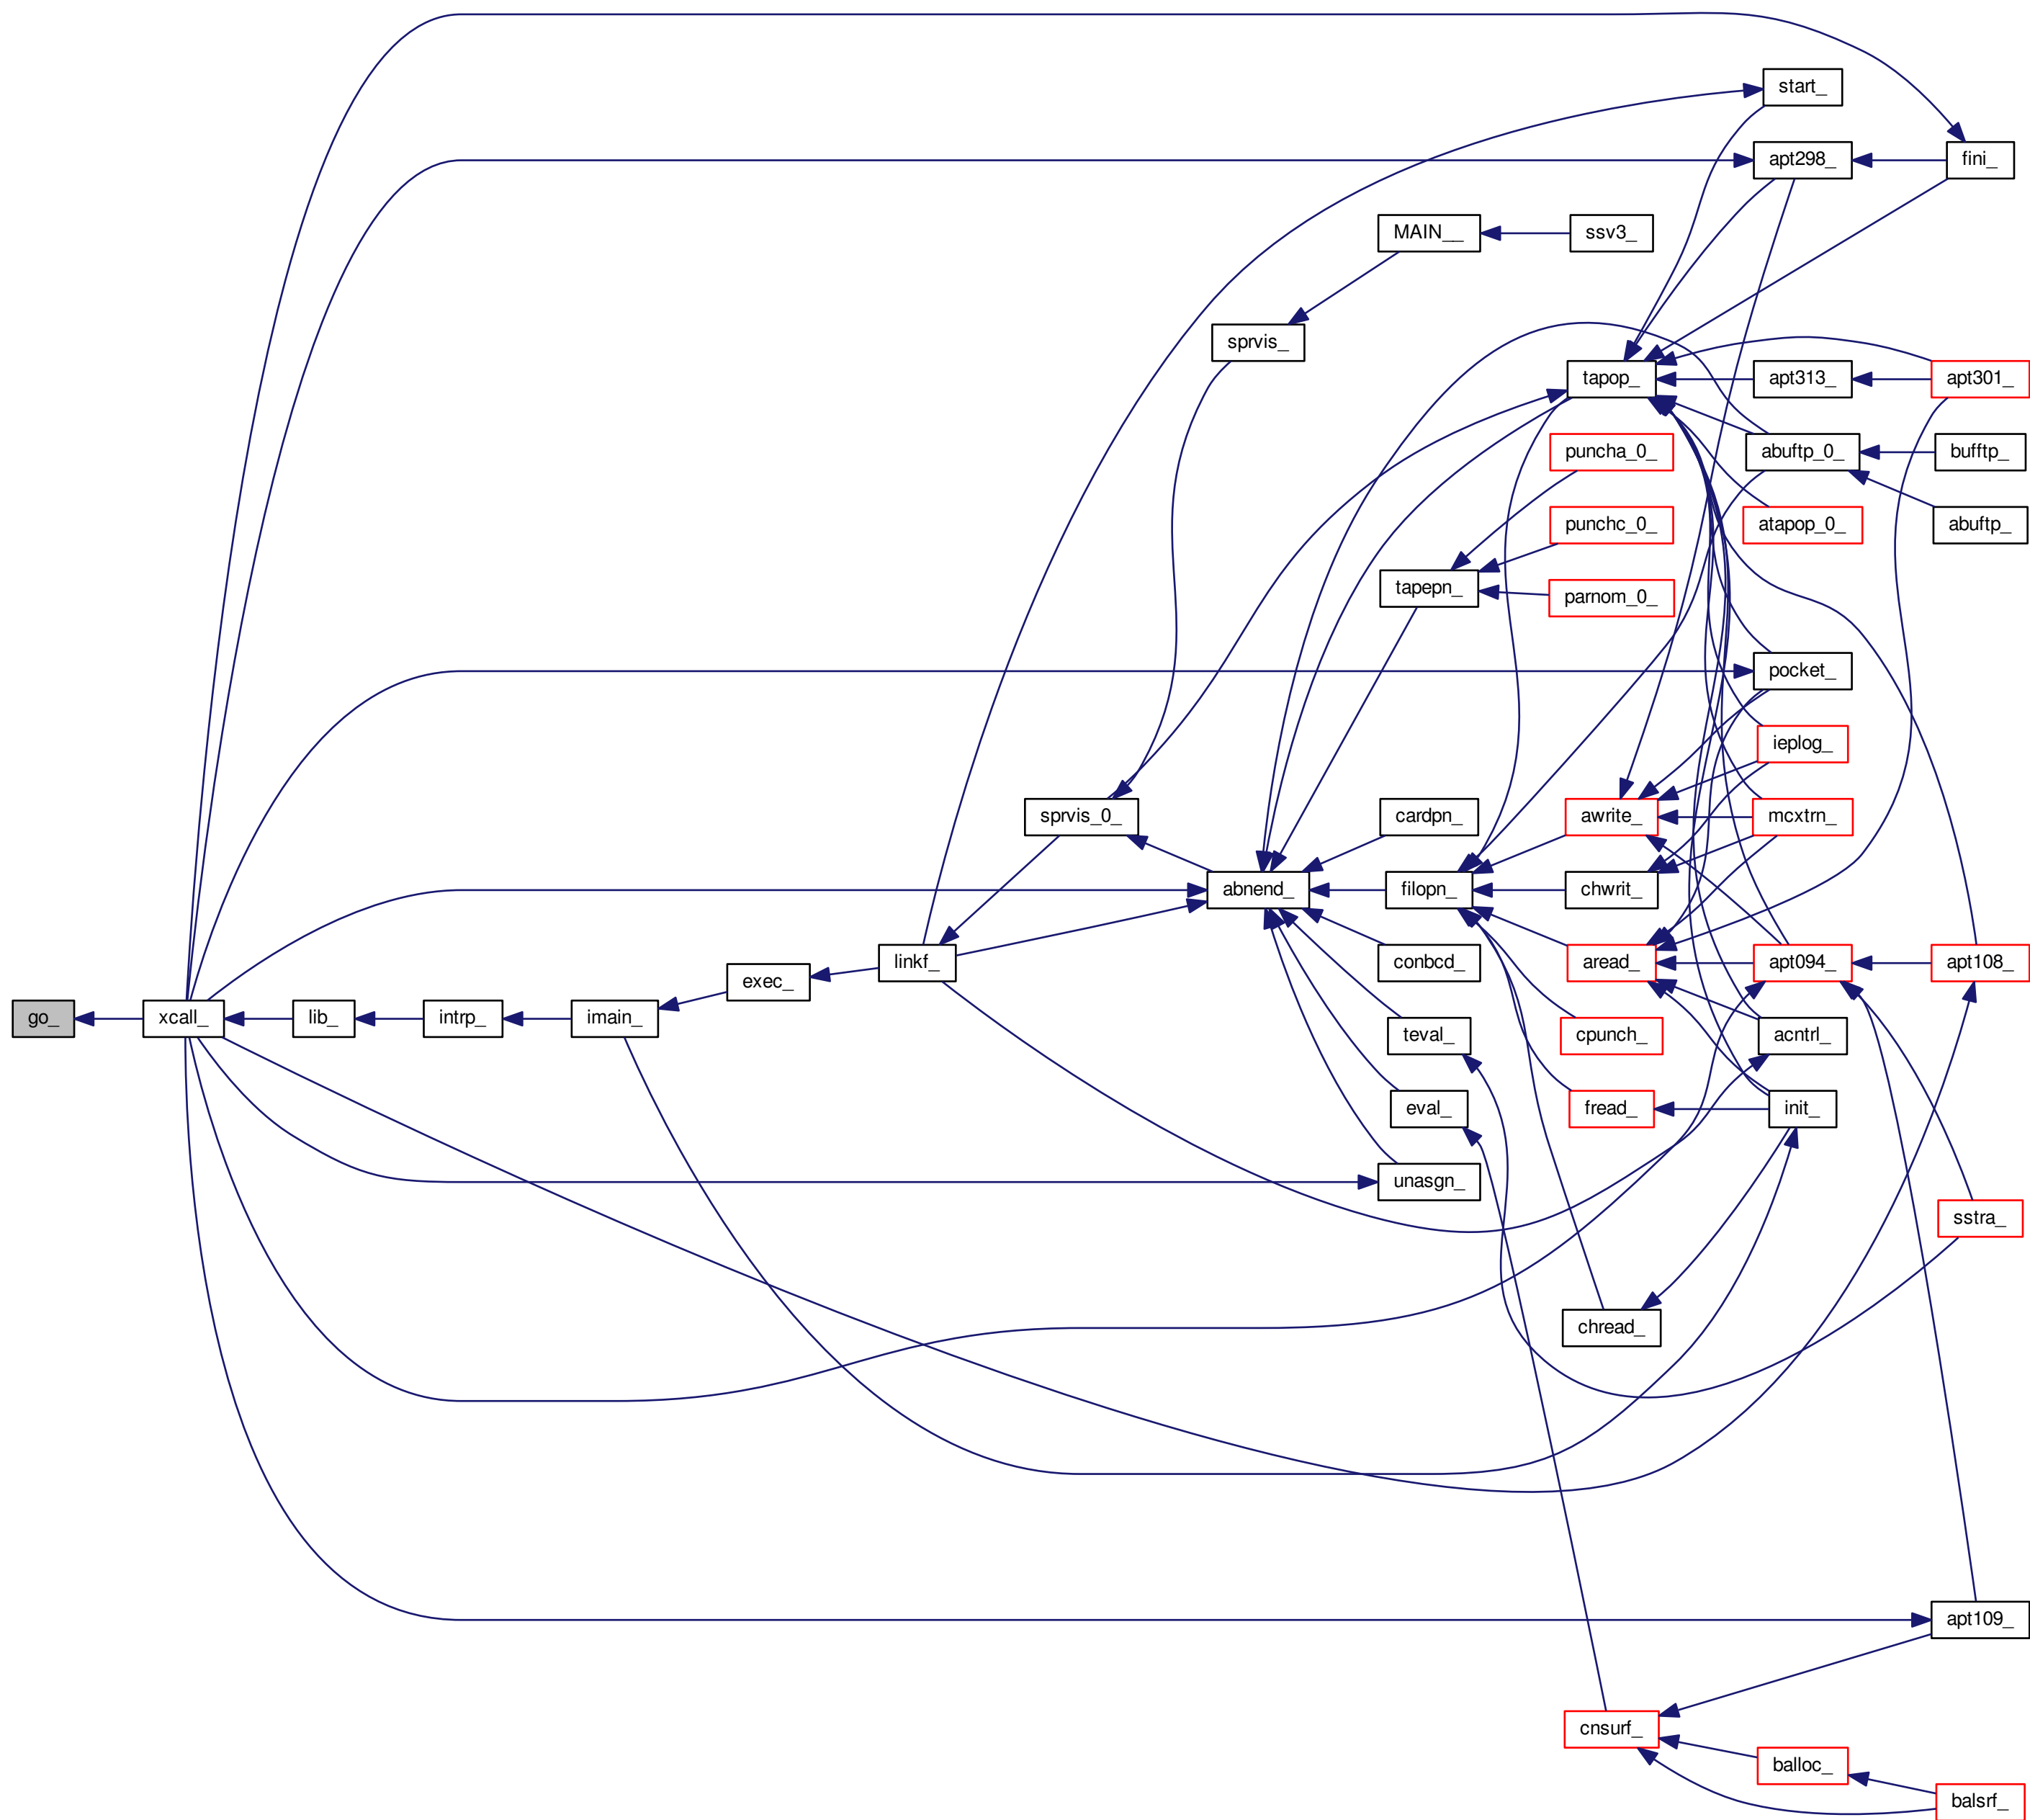 start_
apt298_
fini_
MAIN__
ssv3_
sprvis_
tapop_
apt313_
apt301_
puncha_0_
abuftp_0_
bufftp_
punchc_0_
atapop_0_
abuftp_
tapepn_
parnom_0_
pocket_
ieplog_
sprvis_0_
cardpn_
awrite_
mcxtrn_
abnend_
filopn_
chwrit_
linkf_
conbcd_
aread_
apt094_
apt108_
exec_
go_
xcall_
lib_
intrp_
imain_
teval_
cpunch_
acntrl_
eval_
fread_
init_
unasgn_
sstra_
chread_
apt109_
cnsurf_
balloc_
balsrf_